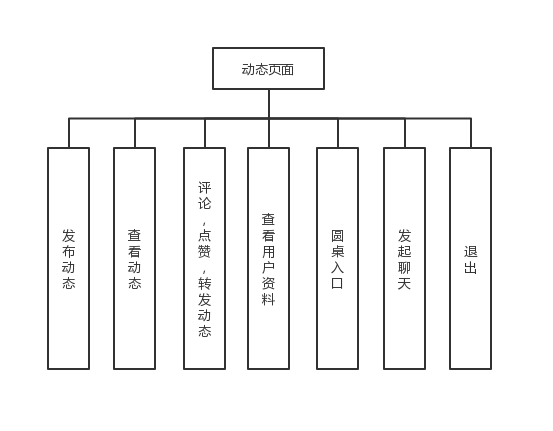 动态页面
发布动态
查看动态
评论，点赞，转发动态
查看用户资料
圆桌入口
发起聊天
退出